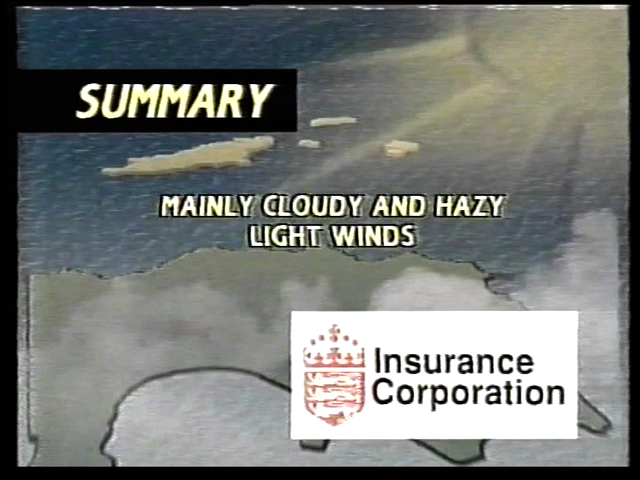 SUMMARY
MAINLY CLOUDY AND HAZY
LIGHT WINDS
Insurance
Corporation